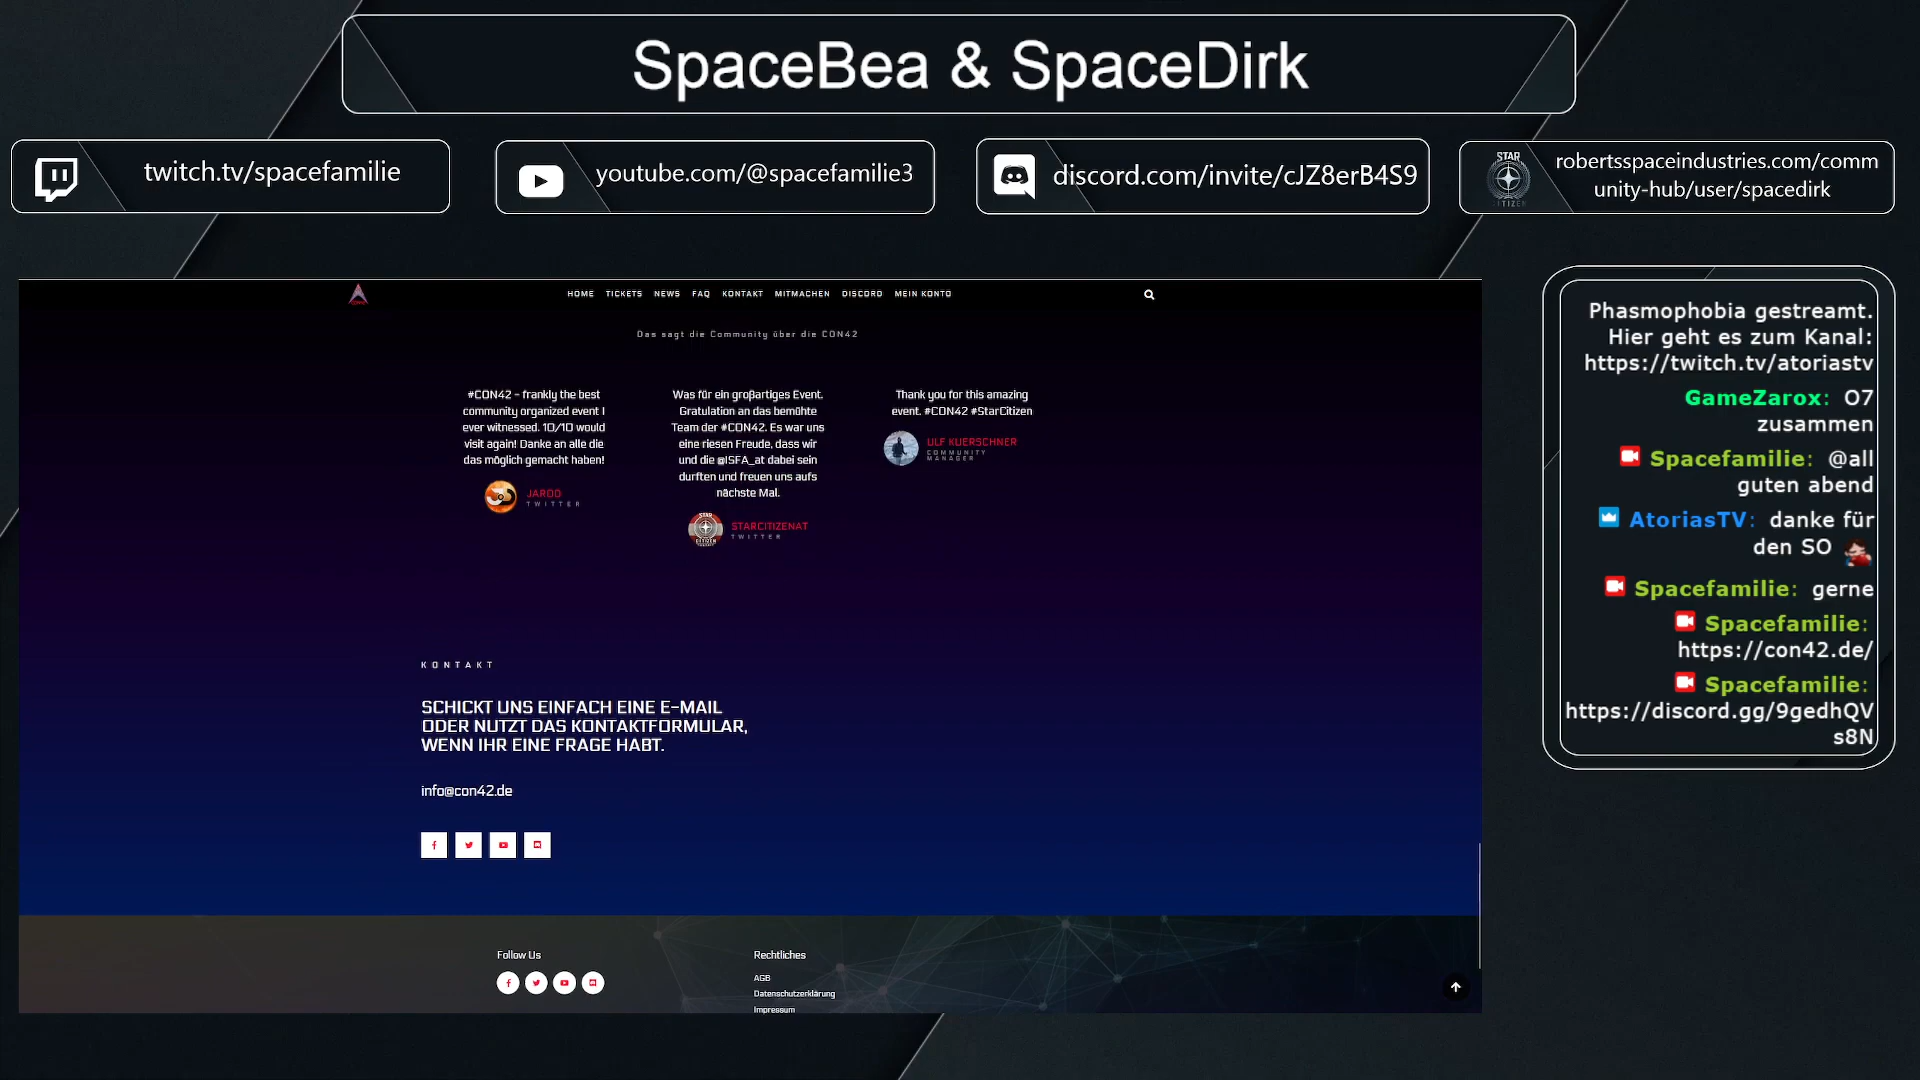 SpaceBea & SpaceDirk
twitch.tv/spacefamilie
youtube.com/@spacefamilie3
discord.com/invite/cJZ8erB4S9
STAR
CITIZEN
robertsspaceindustries.com/comm
unity-hub/user/spacedirk
HOME TICKETS NEWS FAQ KONTAKT MITMACHEN DISCORD MEIN KONTO
Das sagt die Community über die CON42
#CON42 – frankly the best
community organized event I
ever witnessed. 10/10 would
visit again! Danke an alle die
das möglich gemacht haben!
JAROD
TWITTER
Was für ein großartiges Event.
Gratulation an das bemühte
Team der #CON42. Es war uns
eine riesen Freude, dass wir
und die @ISFA_at dabei sein
durften und freuen uns aufs
nächste Mal.
STARCITIZENAT
TWITTER
Thank you for this amazing
event. #CON42 #StarCitizen
ULF KUERSCHNER
COMMUNITY
MANAGER
KONTAKT
SCHICKT UNS EINFACH EINE E-MAIL
ODER NUTZT DAS KONTAKTFORMULAR,
WENN IHR EINE FRAGE HABT.
info@con42.de
Follow Us
Rechtliches
AGB
Datenschutzerklärung
Impressum
Phasmophobia gestreamt.
Hier geht es zum Kanal:
https://twitch.tv/atoriastv
GameZarox: O7
zusammen
Spacefamilie: @all
guten abend
AtoriasTV: danke für
den SO
Spacefamilie: gerne
Spacefamilie:
https://con42.de/
Spacefamilie:
https://discord.gg/9gedhQV
s8N